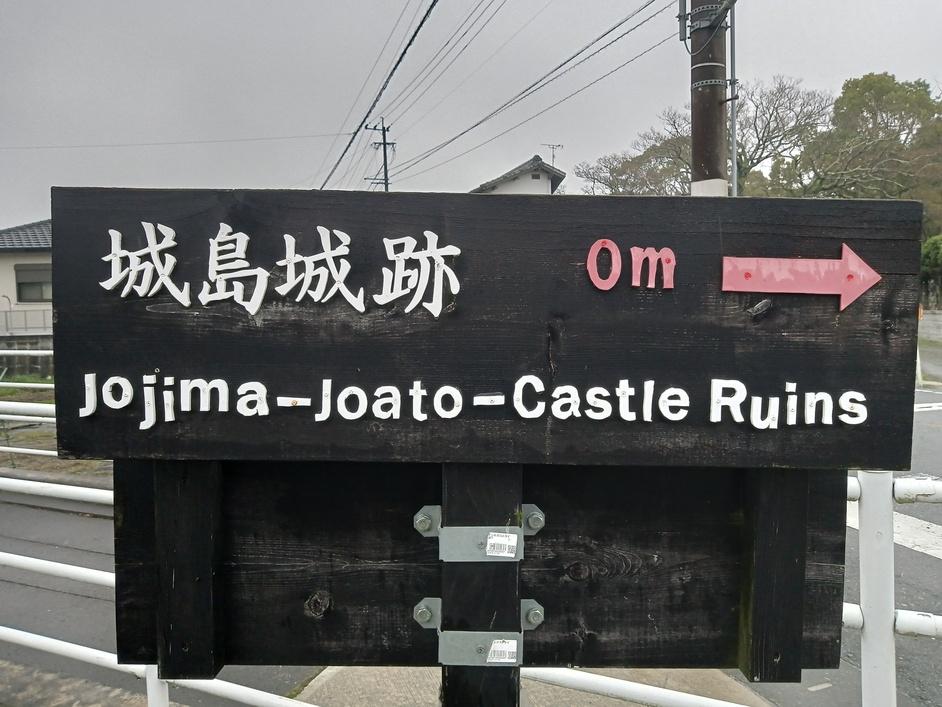 城島城跡 0m
Jojima-Joato-Castle Ruins